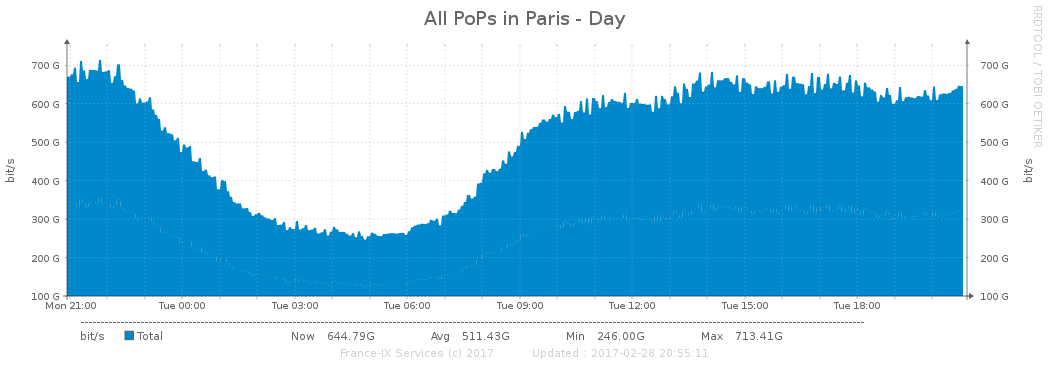 All PoPs in Paris - Day
RRDTOOL / TOBI OETIKER
bit/s
700 G
600 G
500 G
400 G
300 G
200 G
100 G
700 G
600 G
500 G
400 G
300 G
200 G
100 G
bit/s
Mon 21:00 Tue 00:00 Tue 03:00 Tue 06:00 Tue 09:00 Tue 12:00 Tue 15:00 Tue 18:00
bit/s Total Now 644.79G Avg 511.43G Min 246.00G Max 713.41G
France-IX Services (c) 2017 Updated : 2017-02-28 20:55:11